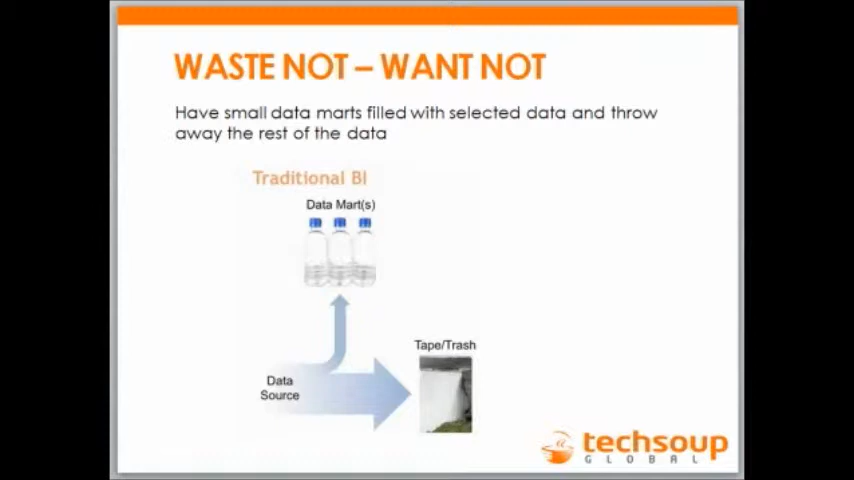 WASTE NOT – WANT NOT
Have small data marts filled with selected data and throw
away the rest of the data
Traditional BI
Data Mart(s)
Tape/Trash
Data
Source
techsoup
GLOBAL